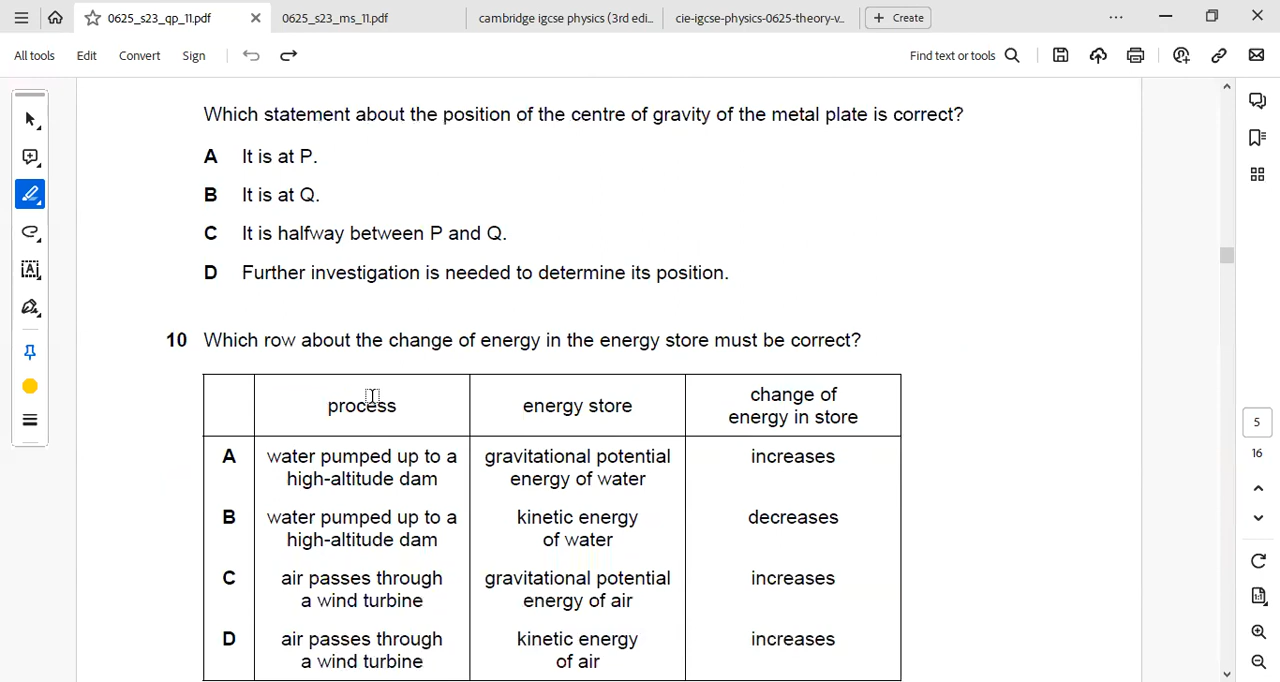 0625_s23_qp_11.pdf
0625_s23_ms_11.pdf
cambridge igcse physics (3rd edi...
cie-igcse-physics-0625-theory-v...
+ Create
All tools
Edit
Convert
Sign
Find text or tools
Which statement about the position of the centre of gravity of the metal plate is correct?
A It is at P.
B It is at Q.
C It is halfway between P and Q.
D Further investigation is needed to determine its position.
10 Which row about the change of energy in the energy store must be correct?
process
energy store
change of
energy in store
A
water pumped up to a
high-altitude dam
gravitational potential
energy of water
increases
B
water pumped up to a
high-altitude dam
kinetic energy
of water
decreases
C
air passes through
a wind turbine
gravitational potential
energy of air
increases
D
air passes through
a wind turbine
kinetic energy
of air
increases
5
16